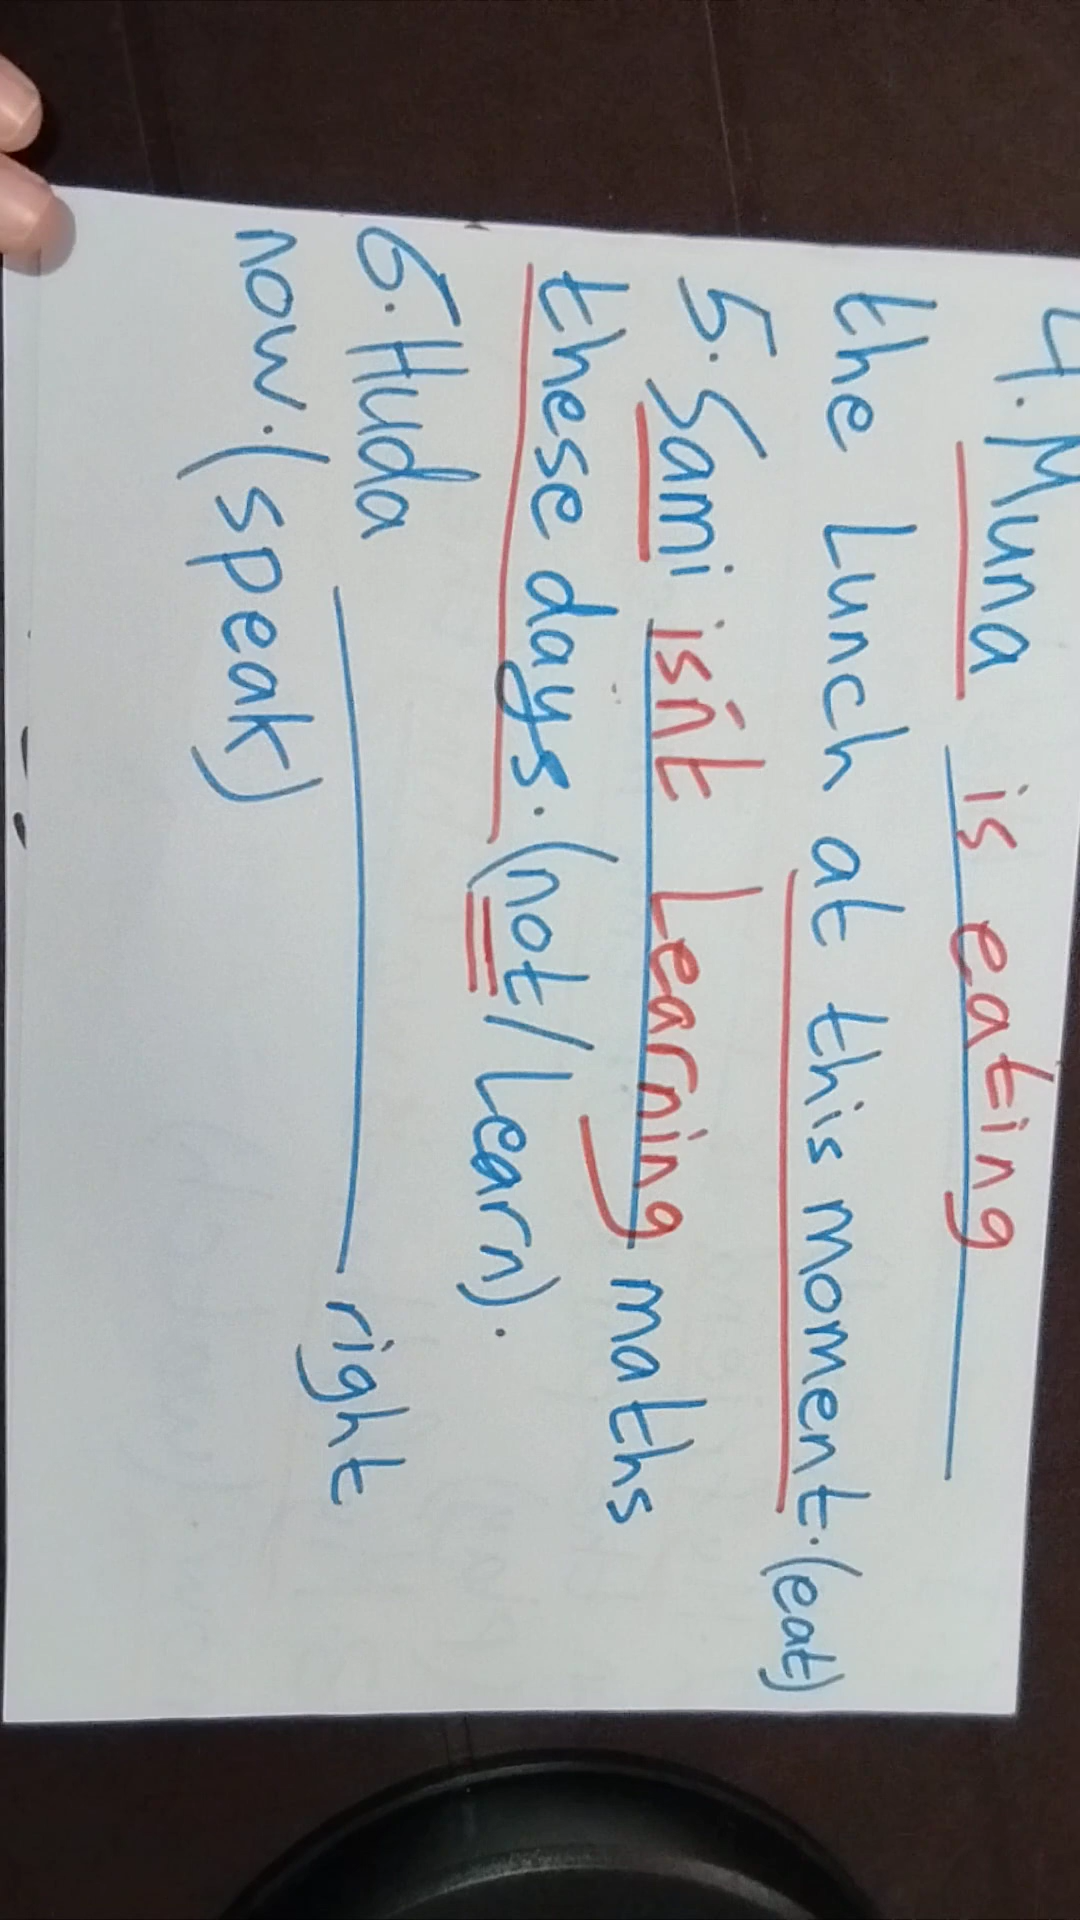 4. Muna is eating
the Lunch at this moment. (eat)
5. Sami isn't Learning maths
these days. (not / Learn).
6. Huda ________ right
now. (speak)